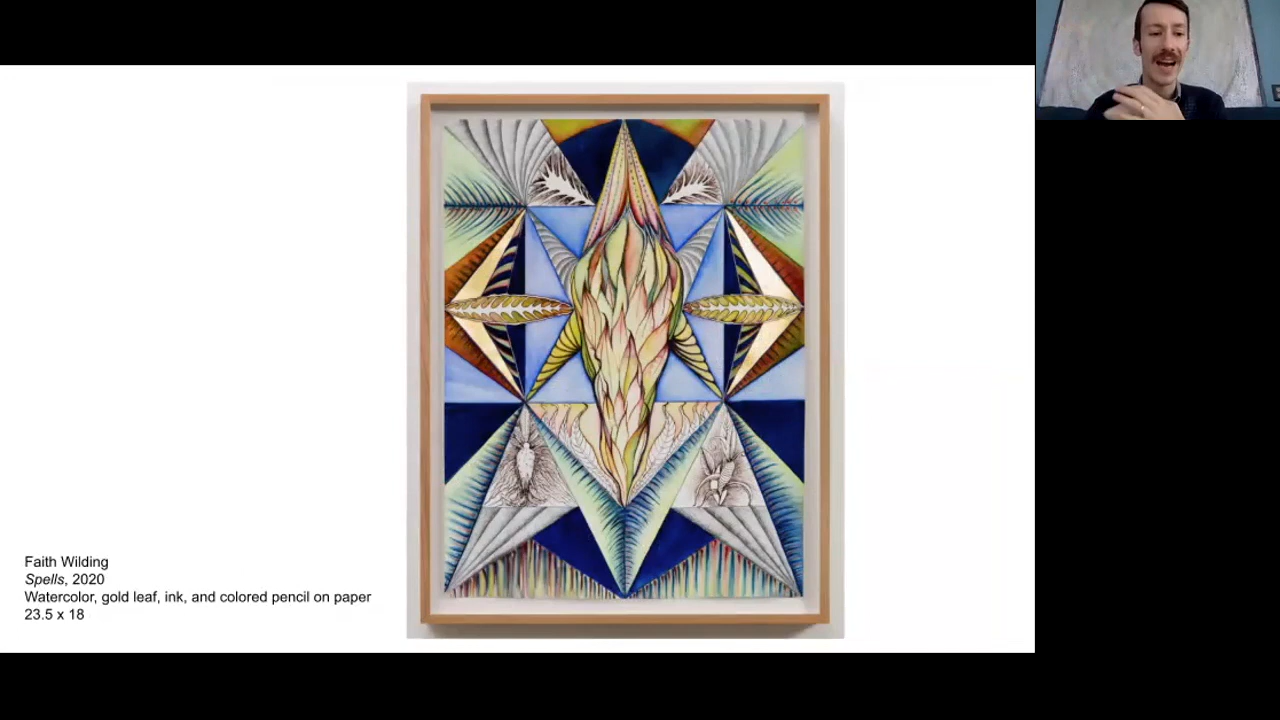 Faith Wilding
Spells, 2020
Watercolor, gold leaf, ink, and colored pencil on paper
23.5 x 18